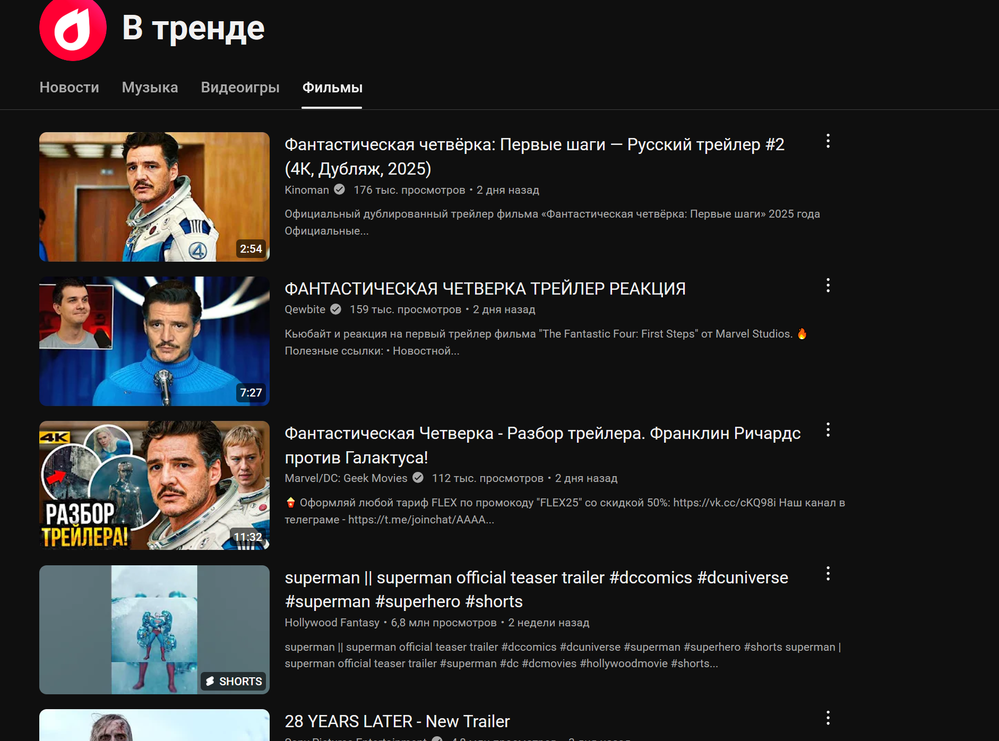 В тренде
Новости Музыка Видеоигры Фильмы
2:54
Фантастическая четвёрка: Первые шаги — Русский трейлер #2
(4К, Дубляж, 2025)
Kinoman 176 тыс. просмотров • 2 дня назад
Официальный дублированный трейлер фильма «Фантастическая четвёрка: Первые шаги» 2025 года
Официальные...
7:27
ФАНТАСТИЧЕСКАЯ ЧЕТВЕРКА ТРЕЙЛЕР РЕАКЦИЯ
Qewbite 159 тыс. просмотров • 2 дня назад
Кьюбайт и реакция на первый трейлер фильма "The Fantastic Four: First Steps" от Marvel Studios. 🔥
Полезные ссылки: • Новостной...
4K
РАЗБОР
ТРЕЙЛЕРА!
11:32
Фантастическая Четверка - Разбор трейлера. Франклин Ричардс
против Галактуса!
Marvel/DC: Geek Movies 112 тыс. просмотров • 2 дня назад
🍿 Оформляй любой тариф FLEX по промокоду "FLEX25" со скидкой 50%: https://vk.cc/cKQ98i Наш канал в
телеграме - https://t.me/joinchat/AAAA...
SHORTS
superman || superman official teaser trailer #dccomics #dcuniverse
#superman #superhero #shorts
Hollywood Fantasy • 6,8 млн просмотров • 2 недели назад
superman || superman official teaser trailer #dccomics #dcuniverse #superman #superhero #shorts superman |
superman official teaser trailer #superman #dc #dcmovies #hollywoodmovie #shorts...
28 YEARS LATER - New Trailer
Sony Pictures Entertainment